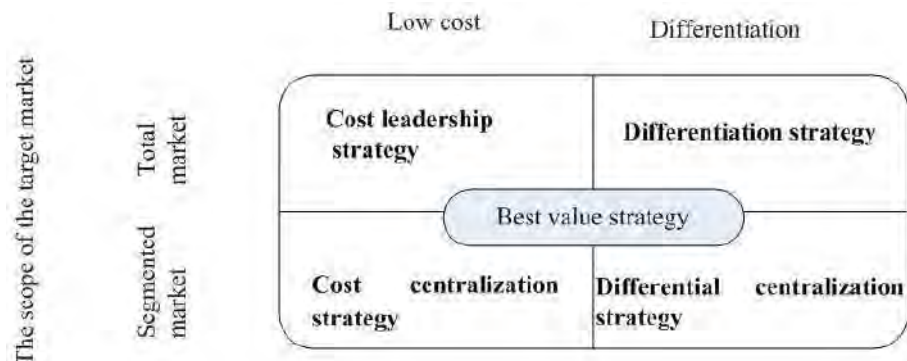 Low cost
Differentiation
The scope of the target market
Total
market
Cost leadership
strategy
Differentiation strategy
Best value strategy
Segmented
market
Cost centralization
strategy
Differential centralization
strategy